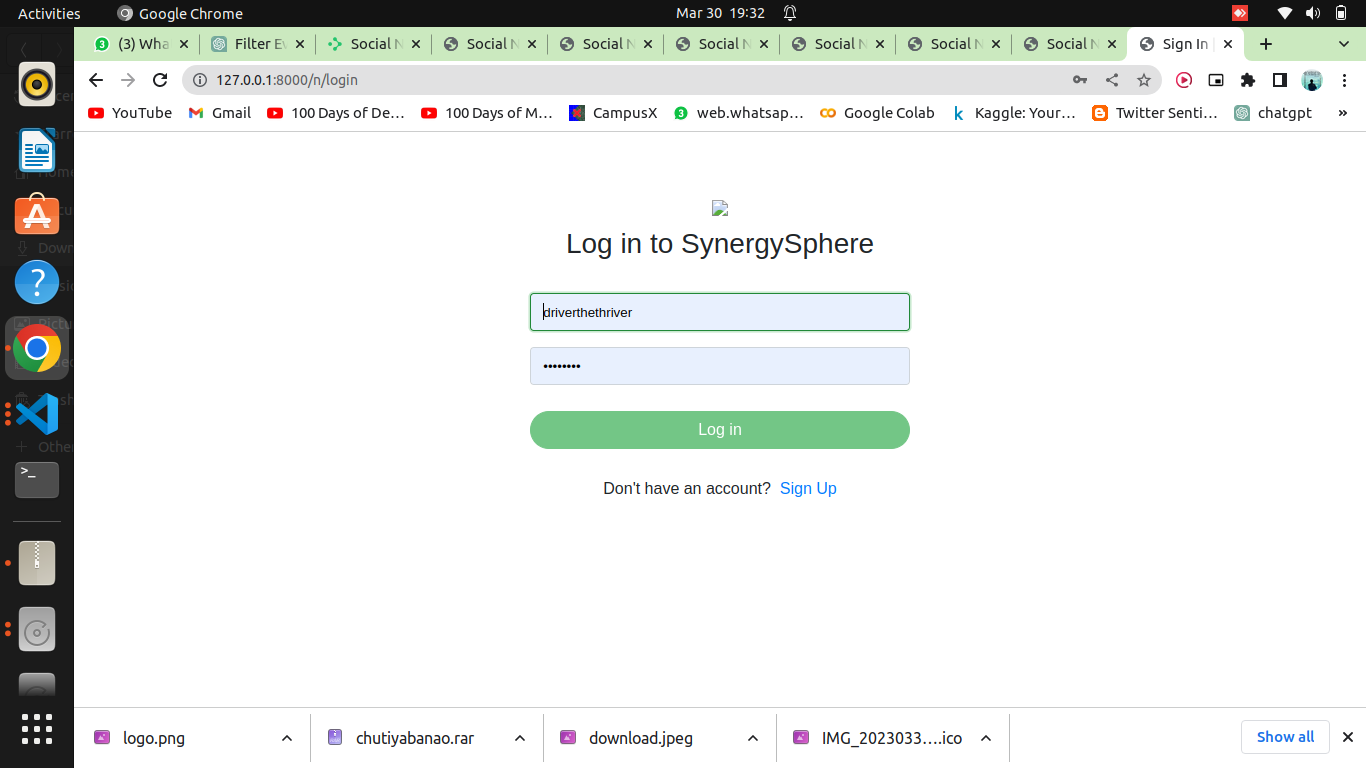 Activities
Google Chrome
Mar 30 19:32
(3) Wha
Filter Ev
Social N
Social N
Social N
Social N
Social N
Social N
Social N
Sign In |
127.0.0.1:8000/n/login
YouTube
Gmail
100 Days of De...
100 Days of M...
CampusX
web.whatsap...
Google Colab
Kaggle: Your...
Twitter Senti...
chatgpt
»
Log in to SynergySphere
driverthethriver
••••••••
Log in
Don't have an account? Sign Up
logo.png
chutiyabanao.rar
download.jpeg
IMG_2023033....ico
Show all